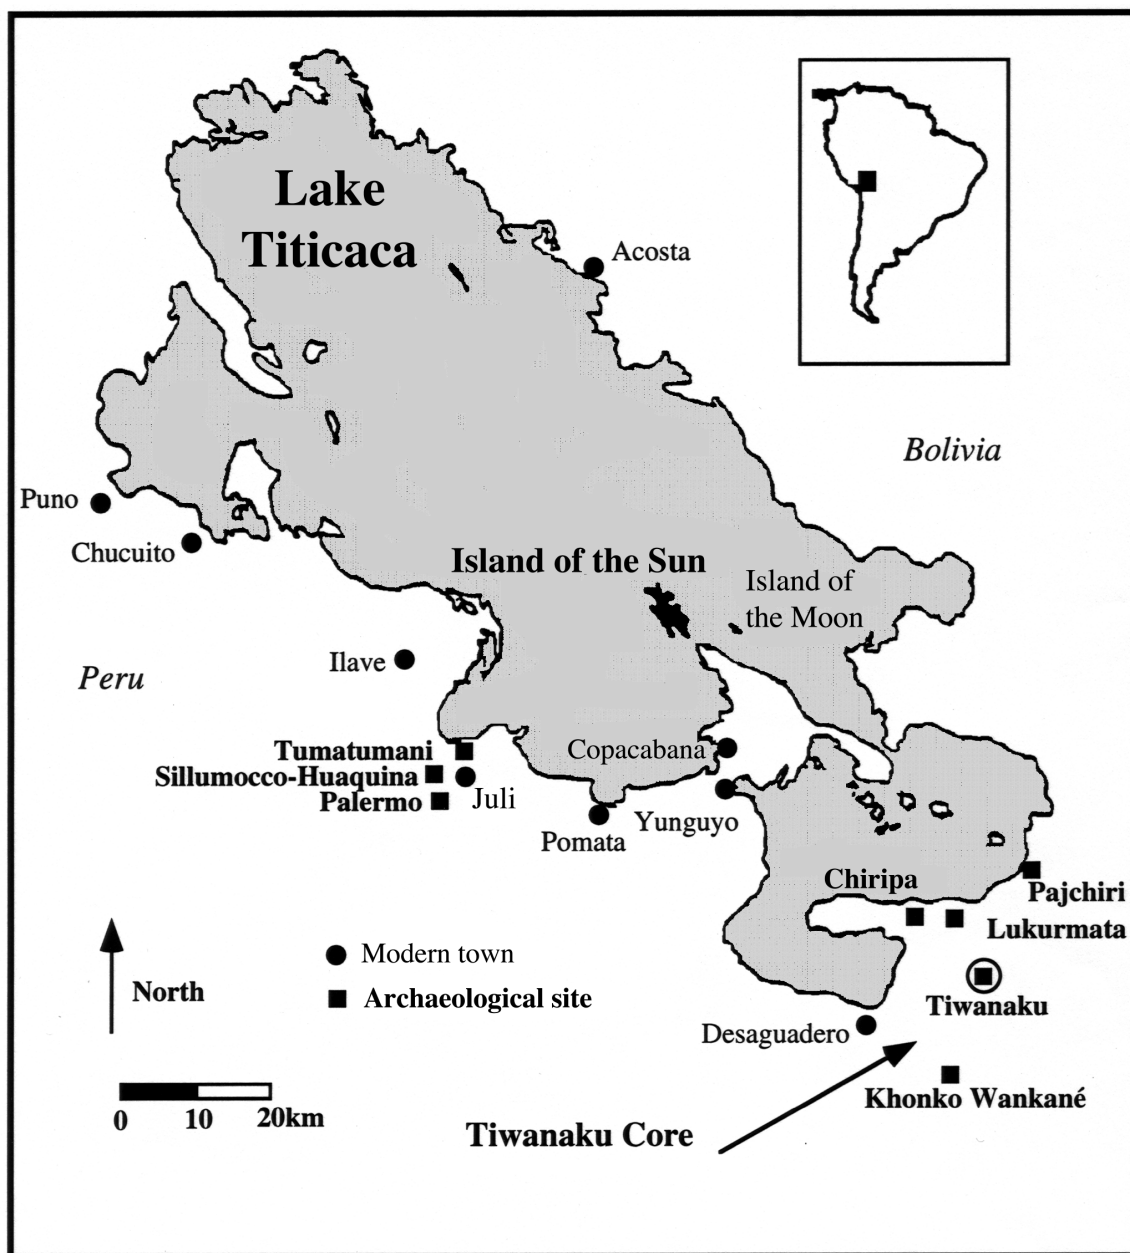 Lake
Titicaca
Acosta
Bolivia
Puno
Chucuito
Island of the Sun
Island of
the Moon
Ilave
Peru
Tumatumani
Sillumocco-Huaquina
Palermo
Juli
Copacabana
Yunguyo
Pomata
Chiripa
Pajchiri
Lukurmata
Modern town
Archaeological site
North
Tiwanaku
Desaguadero
Khonko Wankané
0 10 20km
Tiwanaku Core